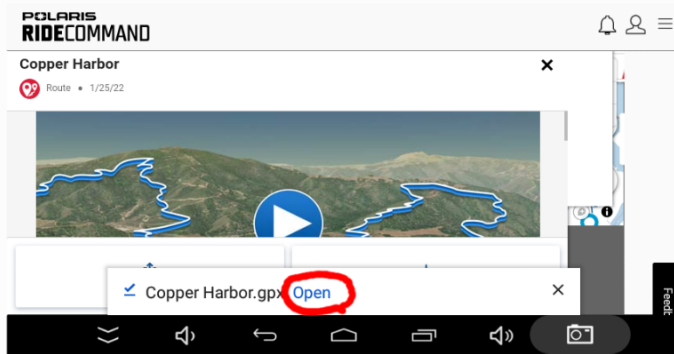 POLARIS
RIDECOMMAND
Copper Harbor
Route • 1/25/22
Copper Harbor.gpx Open
Feedb